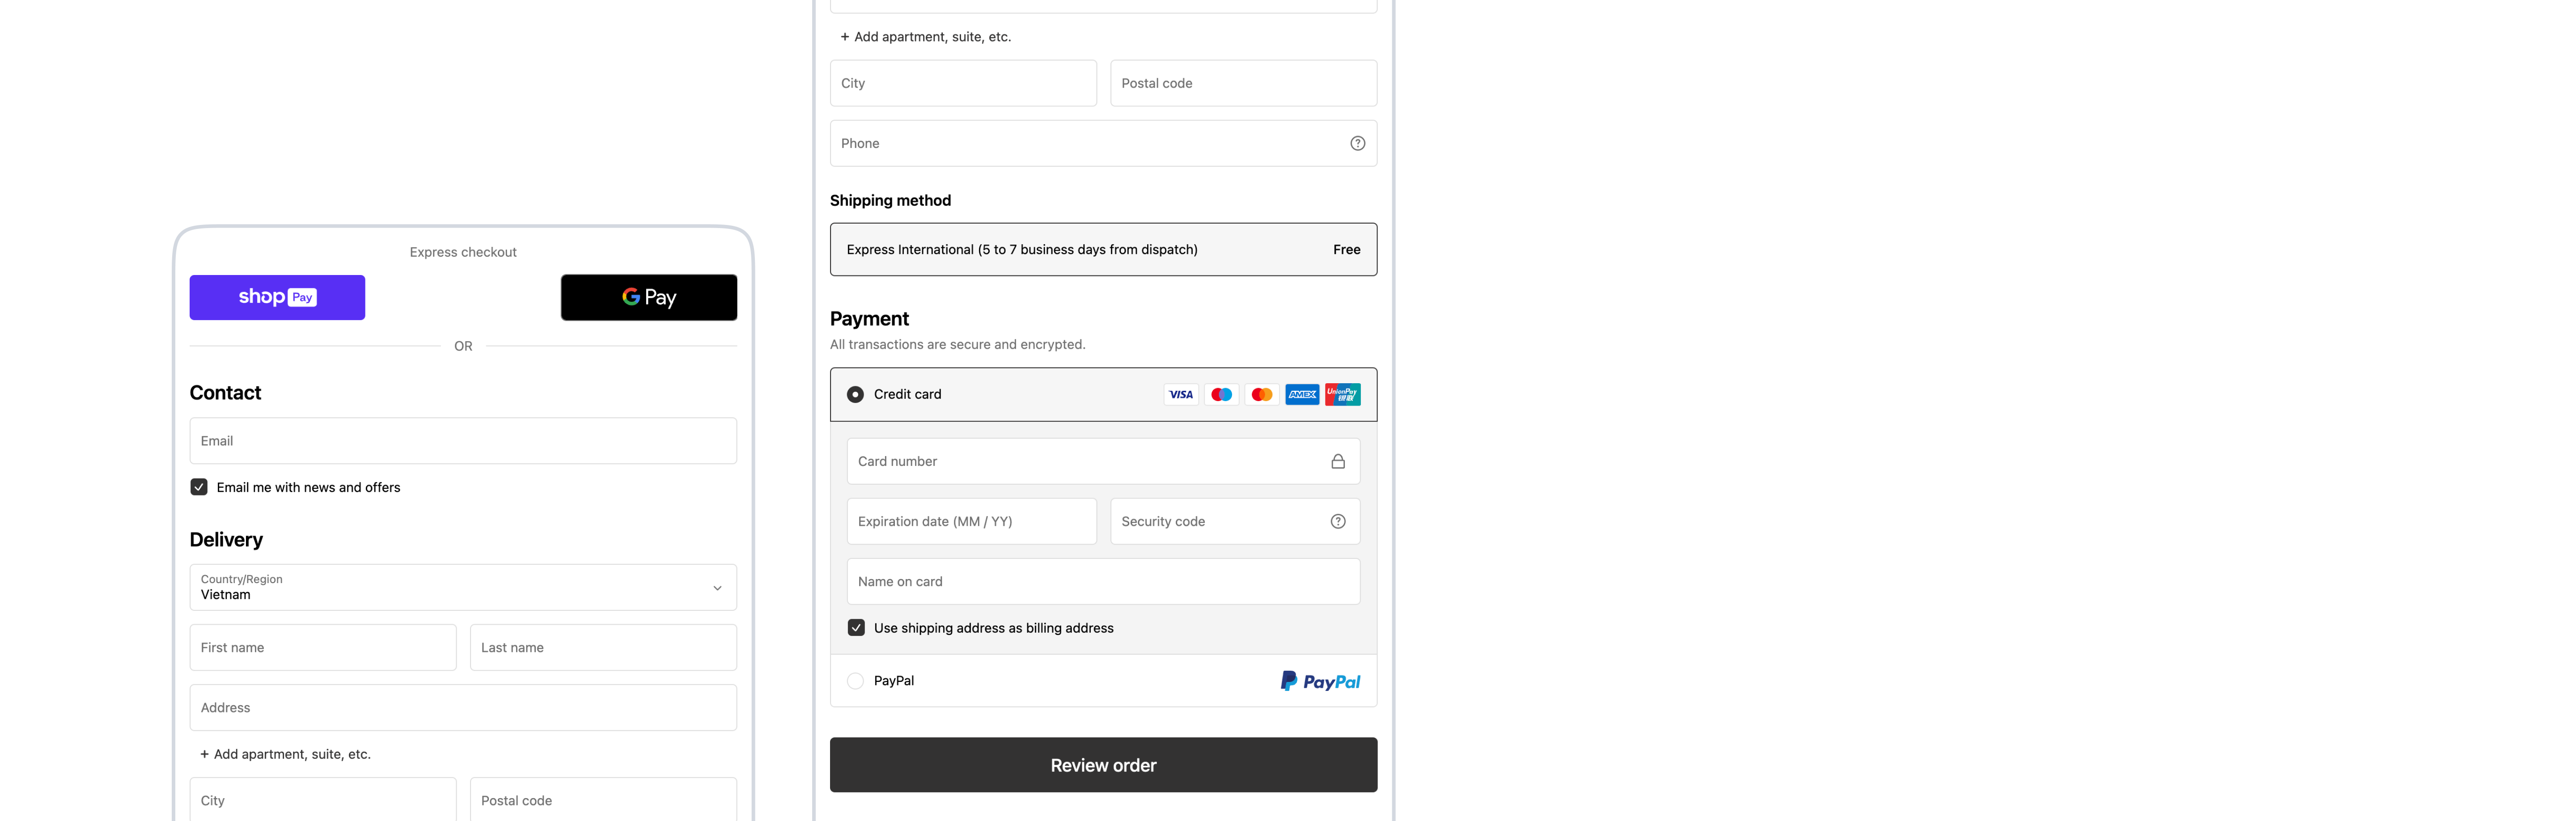 Express checkout
shop Pay
G Pay
OR
Contact
Email
Email me with news and offers
Delivery
Country/Region
Vietnam
First name
Last name
Address
+ Add apartment, suite, etc.
City
Postal code
+ Add apartment, suite, etc.
City
Postal code
Phone
Shipping method
Express International (5 to 7 business days from dispatch)
Free
Payment
All transactions are secure and encrypted.
Credit card
VISA
AMEX
UnionPay
银联
Card number
Expiration date (MM / YY)
Security code
Name on card
Use shipping address as billing address
PayPal
PayPal
Review order